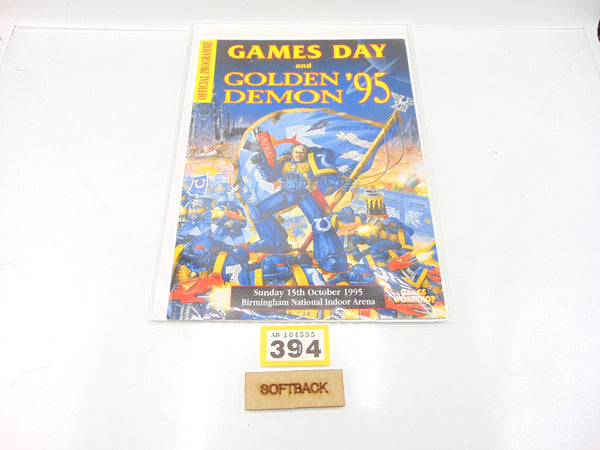 OFFICIAL PROGRAMME
GAMES DAY
and
GOLDEN '95
DEMON
Sunday 15th October 1995
Birmingham National Indoor Arena
GAMES
WORKSHOP
AB 104535
394
SOFTBACK